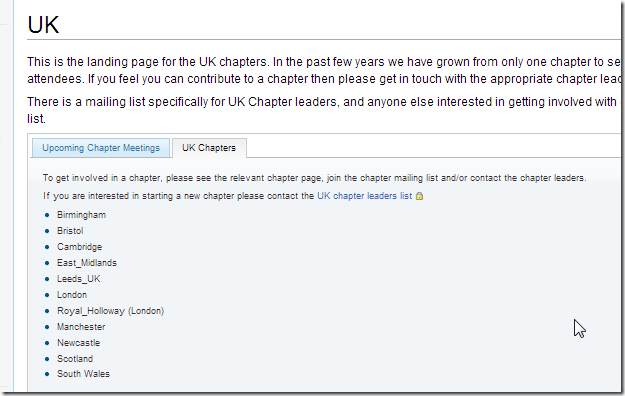 UK
This is the landing page for the UK chapters. In the past few years we have grown from only one chapter to se
attendees. If you feel you can contribute to a chapter then please get in touch with the appropriate chapter lead
There is a mailing list specifically for UK Chapter leaders, and anyone else interested in getting involved with
list.
Upcoming Chapter Meetings UK Chapters
To get involved in a chapter, please see the relevant chapter page, join the chapter mailing list and/or contact the chapter leaders.
If you are interested in starting a new chapter please contact the UK chapter leaders list
Birmingham
Bristol
Cambridge
East_Midlands
Leeds_UK
London
Royal_Holloway (London)
Manchester
Newcastle
Scotland
South Wales